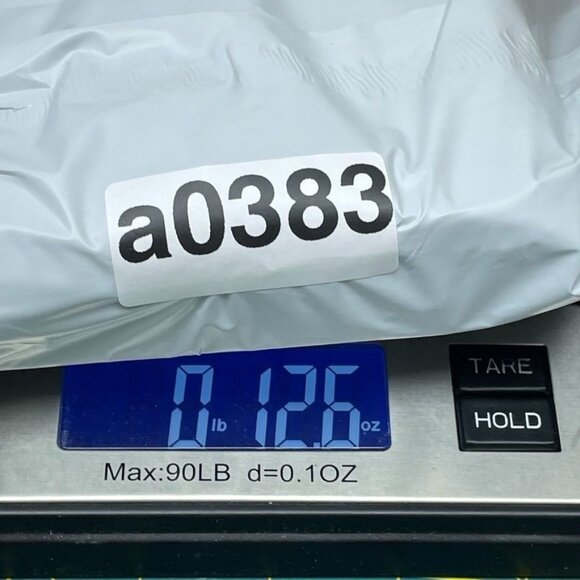 a0383
0 lb 12.6 oz
TARE
HOLD
Max:90LB d=0.1OZ